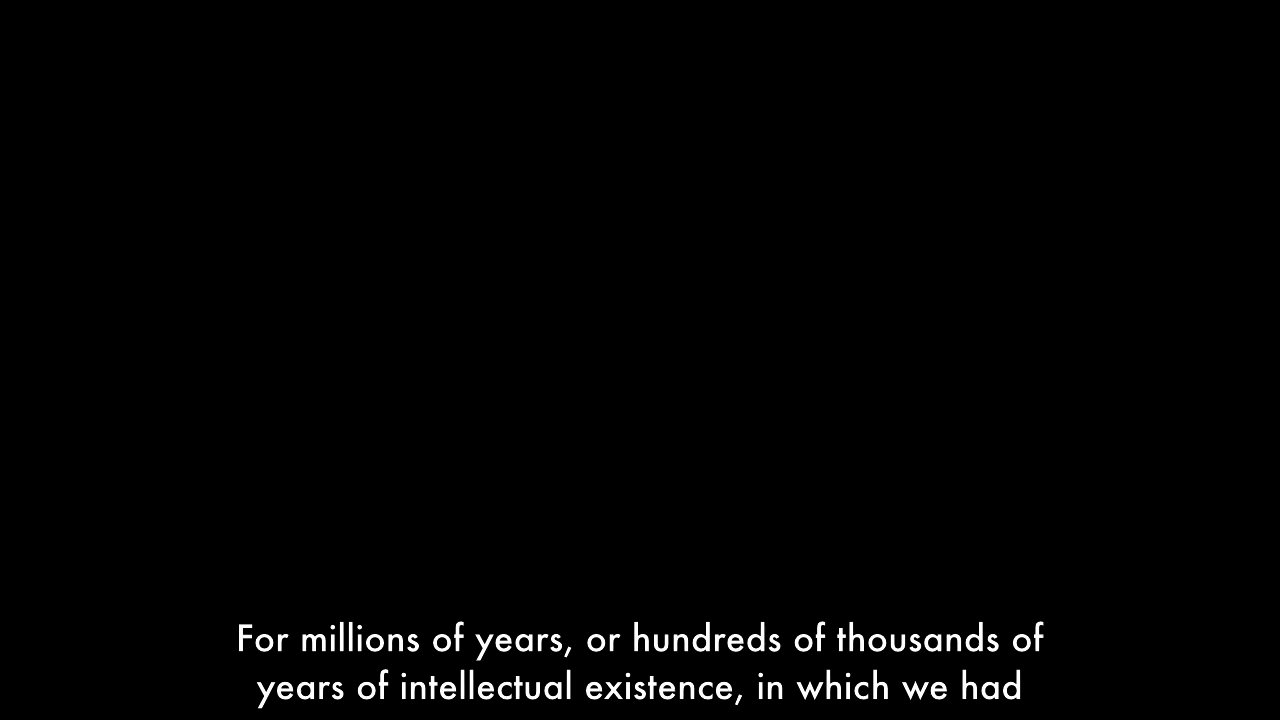 For millions of years, or hundreds of thousands of
years of intellectual existence, in which we had